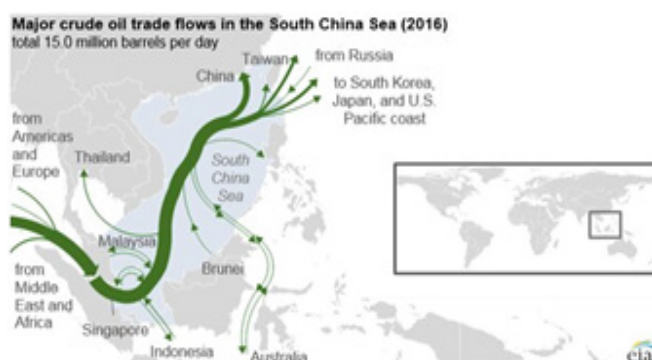 Major crude oil trade flows in the South China Sea (2016)
total 15.0 million barrels per day
Taiwan
from Russia
China
to South Korea,
Japan, and U.S.
Pacific coast
from
Americas
and
Europe
Thailand
South
China
Sea
Malaysia
Brunei
from
Middle
East and
Africa
Singapore
Indonesia
Australia
eia